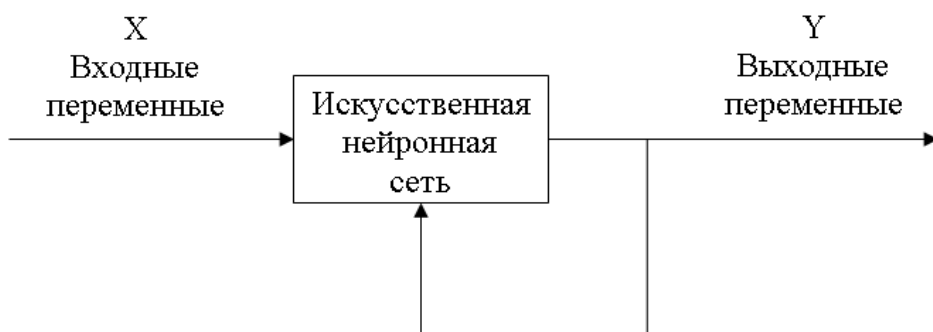 X
Входные
переменные
Искусственная
нейронная
сеть
Y
Выходные
переменные